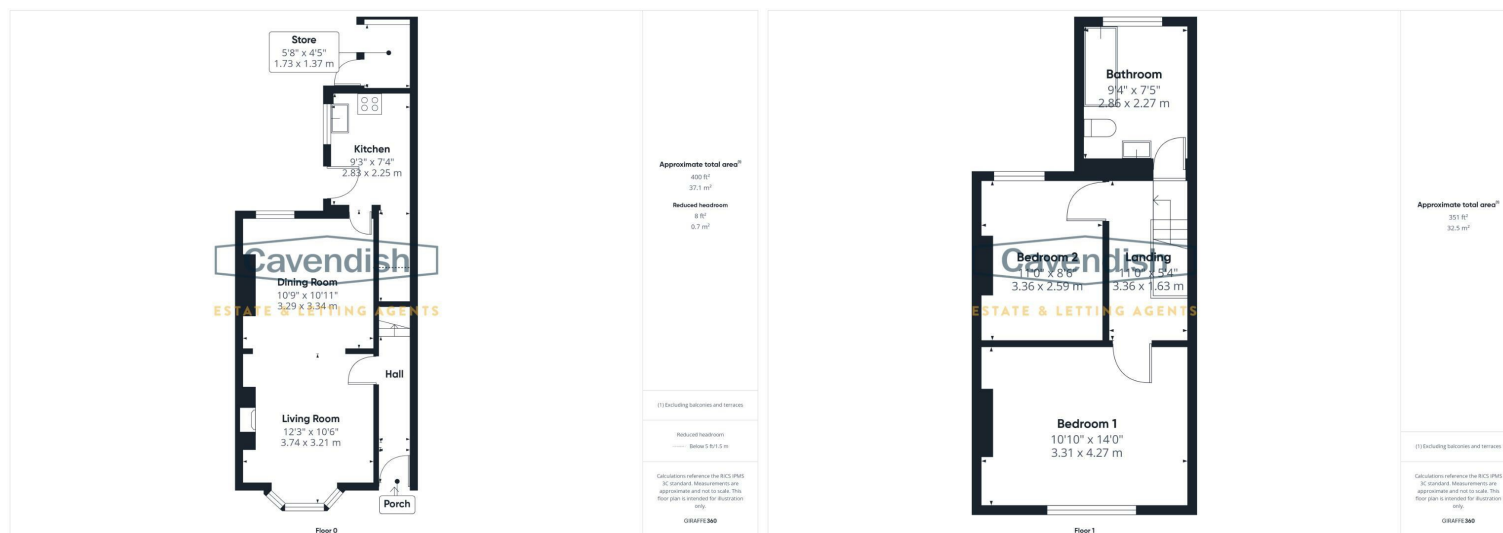 Store
5'8" x 4'5"
1.73 x 1.37 m
Kitchen
9'3" x 7'4"
2.83 x 2.25 m
Cavendish
ESTATE & LETTING AGENTS
Dining Room
10'9" x 10'11"
3.29 x 3.34 m
Hall
Living Room
12'3" x 10'6"
3.74 x 3.21 m
Porch
Floor 0
Approximate total area(1)
400 ft²
37.1 m²
Reduced headroom
8 ft²
0.7 m²
(1) Excluding balconies and terraces
Reduced headroom
Below 5 ft/1.5 m
Calculations reference the RICS IPMS
3C standard. Measurements are
approximate and not to scale. This
floor plan is intended for illustration
only.
GIRAFFE360
Bathroom
9'4" x 7'5"
2.86 x 2.27 m
Cavendish
ESTATE & LETTING AGENTS
Bedroom 2
11'0" x 8'6"
3.36 x 2.59 m
Landing
11'0" x 5'4"
3.36 x 1.63 m
Bedroom 1
10'10" x 14'0"
3.31 x 4.27 m
Floor 1
Approximate total area(1)
351 ft²
32.5 m²
(1) Excluding balconies and terraces
Calculations reference the RICS IPMS
3C standard. Measurements are
approximate and not to scale. This
floor plan is intended for illustration
only.
GIRAFFE360